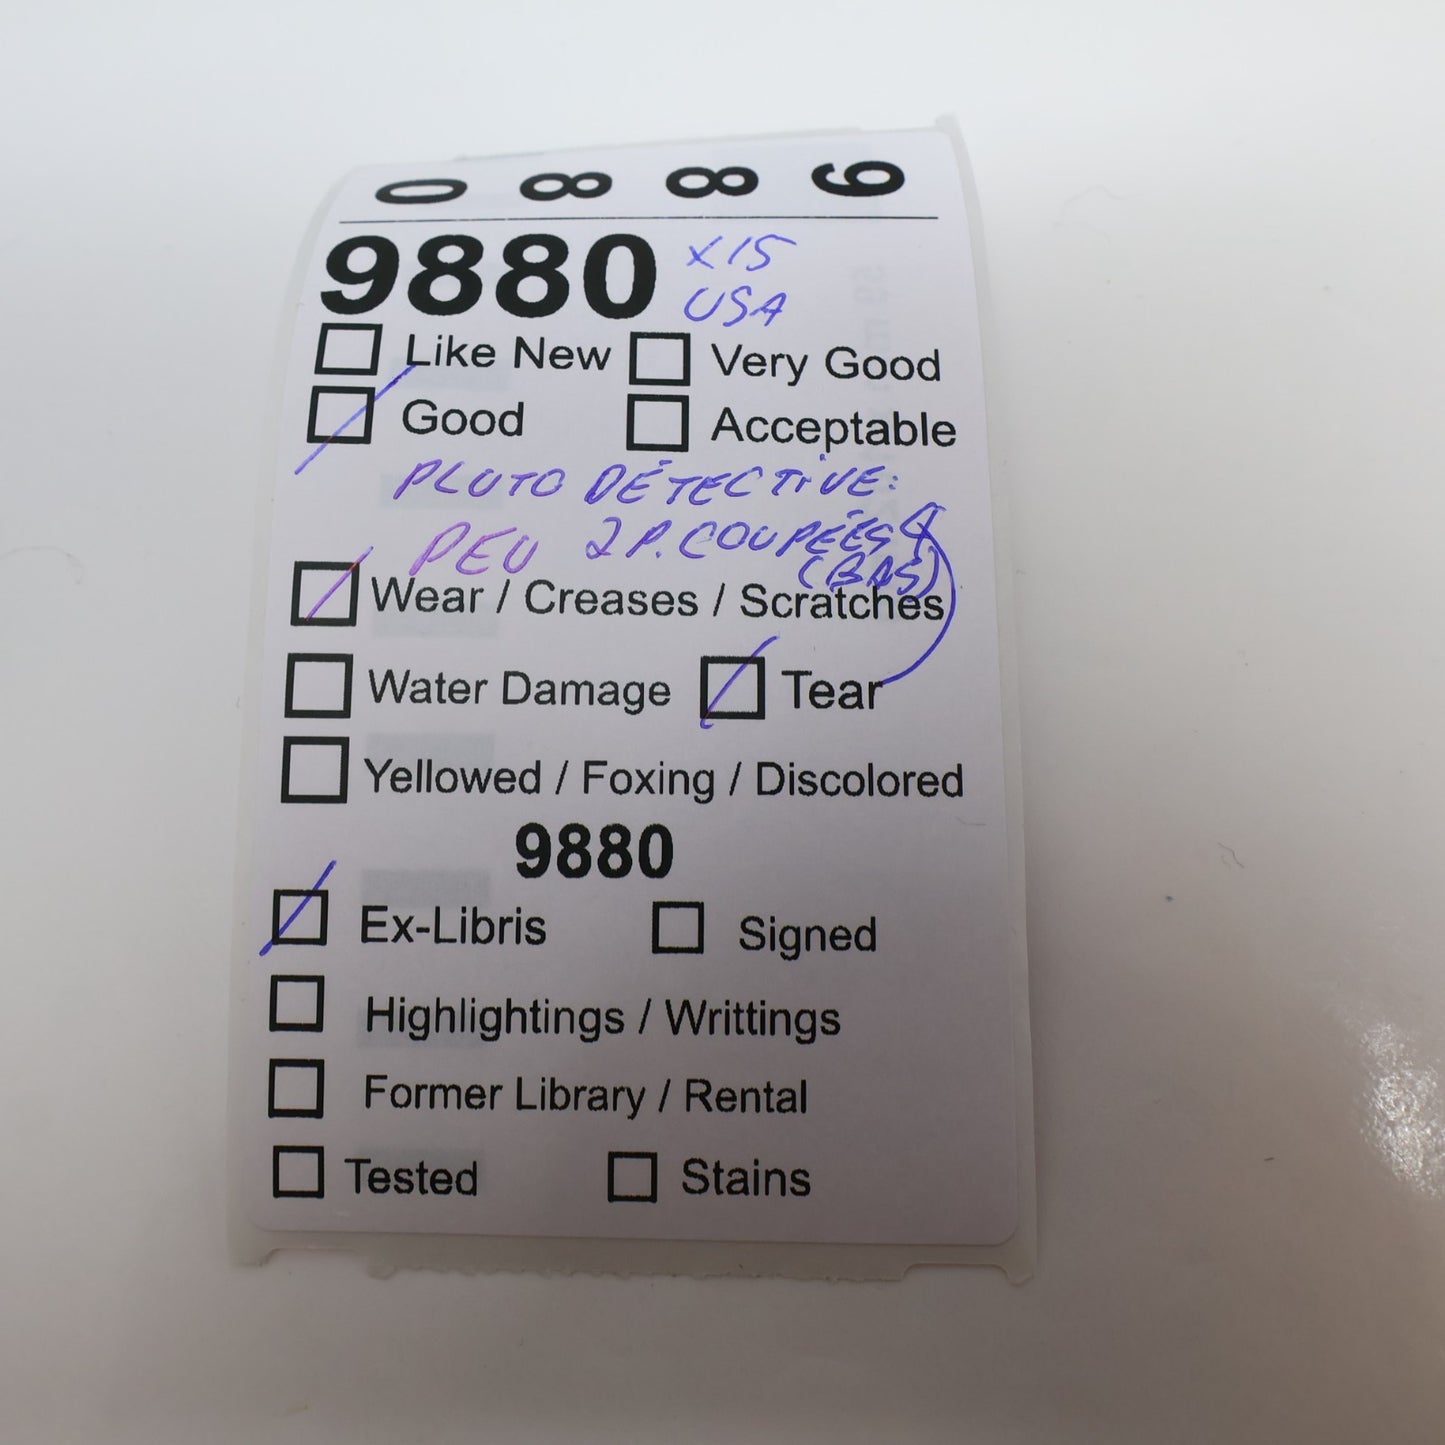 0 8 8 9
9880 x15
USA
Like New Very Good
Good Acceptable
PLUTO DÉTECTIVE:
PEU 2 P. COUPÉES
(BAS)
Wear / Creases / Scratches
Water Damage Tear
Yellowed / Foxing / Discolored
9880
Ex-Libris Signed
Highlightings / Writtings
Former Library / Rental
Tested Stains